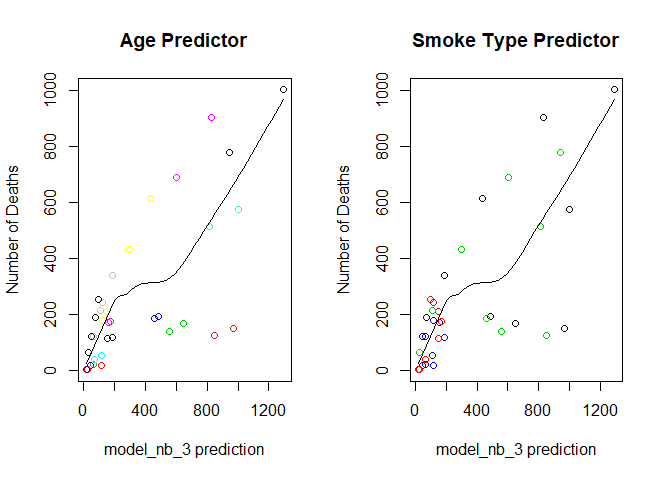 Age Predictor
Number of Deaths
0 200 400 600 800 1000
0 400 800 1200
model_nb_3 prediction
Smoke Type Predictor
Number of Deaths
0 200 400 600 800 1000
0 400 800 1200
model_nb_3 prediction